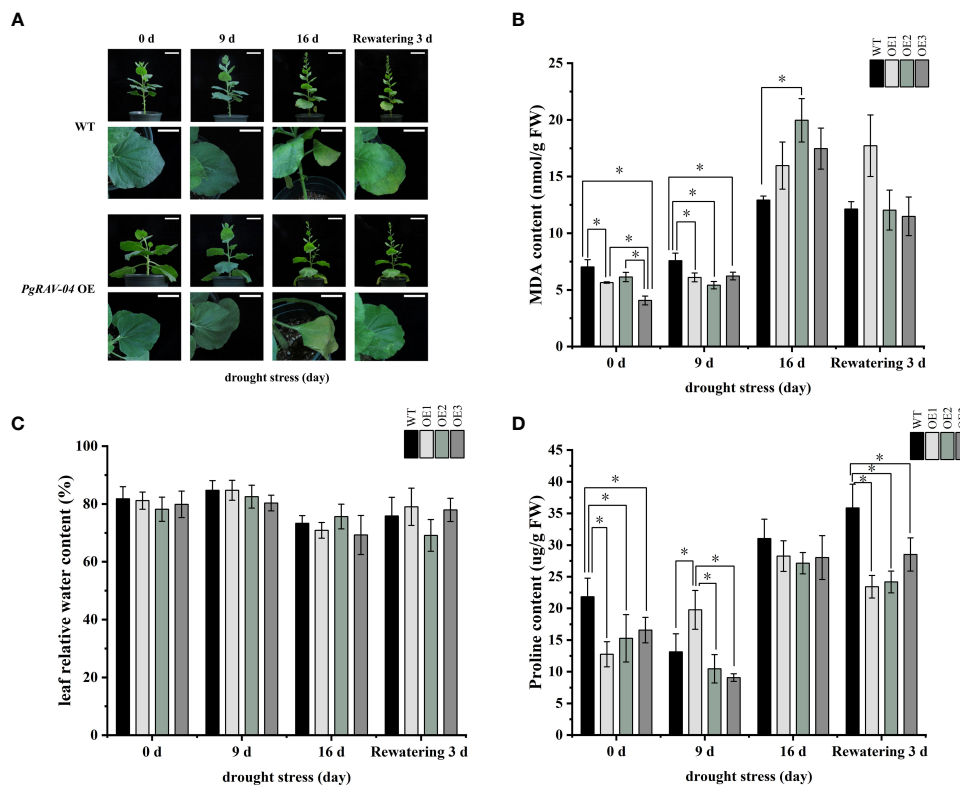 A
0 d 9 d 16 d Rewatering 3 d
WT
PgRAV-04 OE
drought stress (day)
B
WT OE1 OE2 OE3
MDA content (nmol/g FW)
25
20
15
10
5
0
* * * * * * * *
0 d 9 d 16 d Rewatering 3 d
drought stress (day)
C
WT OE1 OE2 OE3
leaf relative water content (%)
100
80
60
40
20
0
0 d 9 d 16 d Rewatering 3 d
drought stress (day)
D
WT OE1 OE2
Proline content (ug/g FW)
45
40
35
30
25
20
15
10
5
0
* * * * * * * * *
0 d 9 d 16 d Rewatering 3 d
drought stress (day)